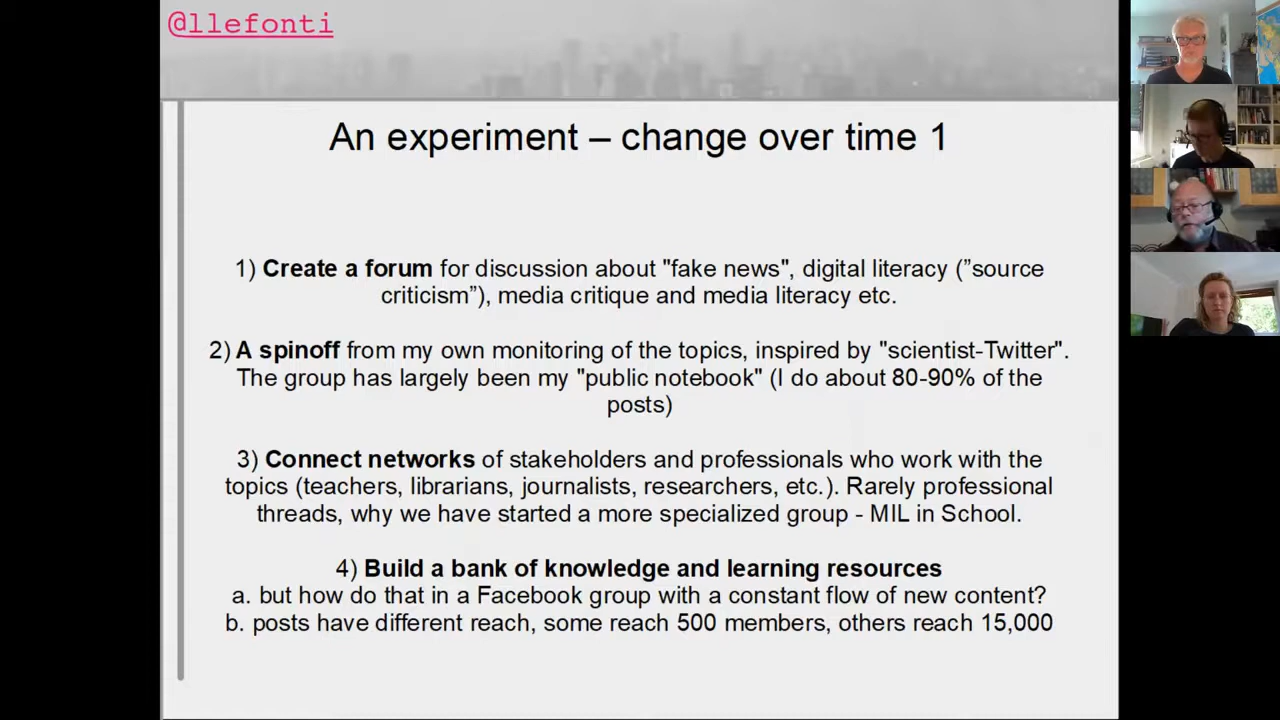 @llefonti
An experiment – change over time 1
1) Create a forum for discussion about "fake news", digital literacy (”source
criticism”), media critique and media literacy etc.
2) A spinoff from my own monitoring of the topics, inspired by "scientist-Twitter".
The group has largely been my "public notebook" (I do about 80-90% of the
posts)
3) Connect networks of stakeholders and professionals who work with the
topics (teachers, librarians, journalists, researchers, etc.). Rarely professional
threads, why we have started a more specialized group - MIL in School.
4) Build a bank of knowledge and learning resources
a. but how do that in a Facebook group with a constant flow of new content?
b. posts have different reach, some reach 500 members, others reach 15,000